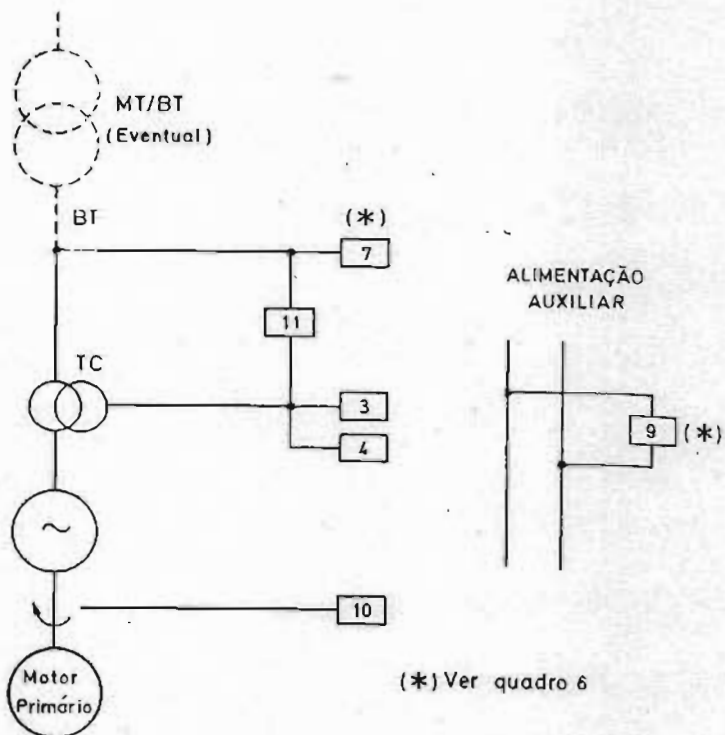 MT/BT
(Eventual)
BT
(*)
7
ALIMENTAÇÃO
AUXILIAR
11
TC
3
9 (*)
4
~
10
Motor
Primário
(*) Ver quadro 6